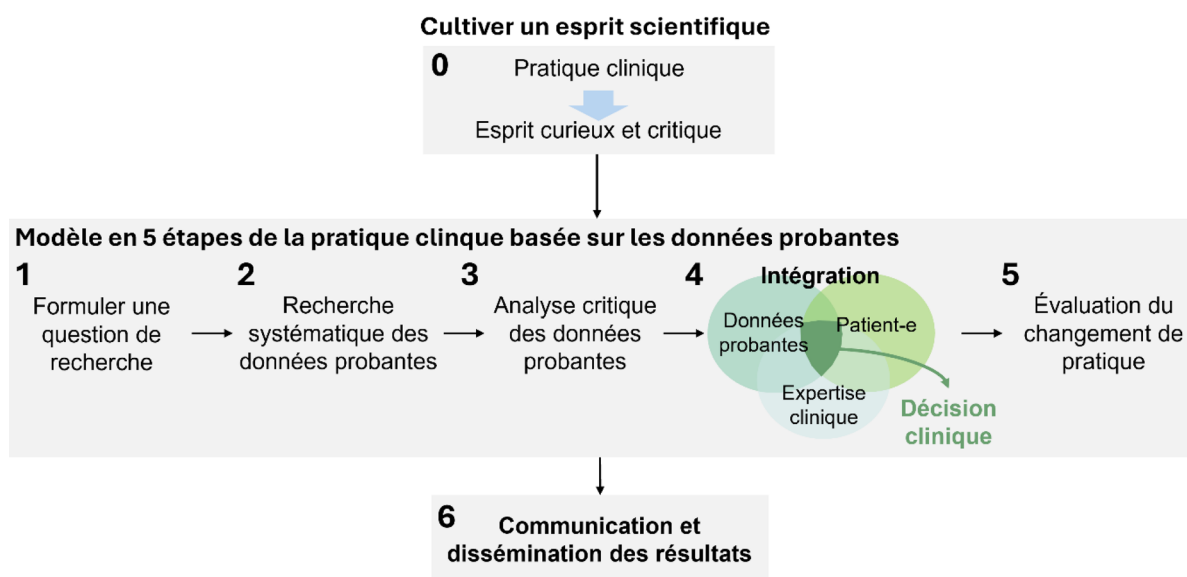 Cultiver un esprit scientifique
0
Pratique clinique
Esprit curieux et critique
Modèle en 5 étapes de la pratique clinque basée sur les données probantes
1
Formuler une
question de
recherche
2
Recherche
systématique des
données probantes
3
Analyse critique
des données
probantes
4
Intégration
Données
probantes
Patient-e
Expertise
clinique
Décision
clinique
5
Évaluation du
changement de
pratique
6
Communication et
dissémination des résultats